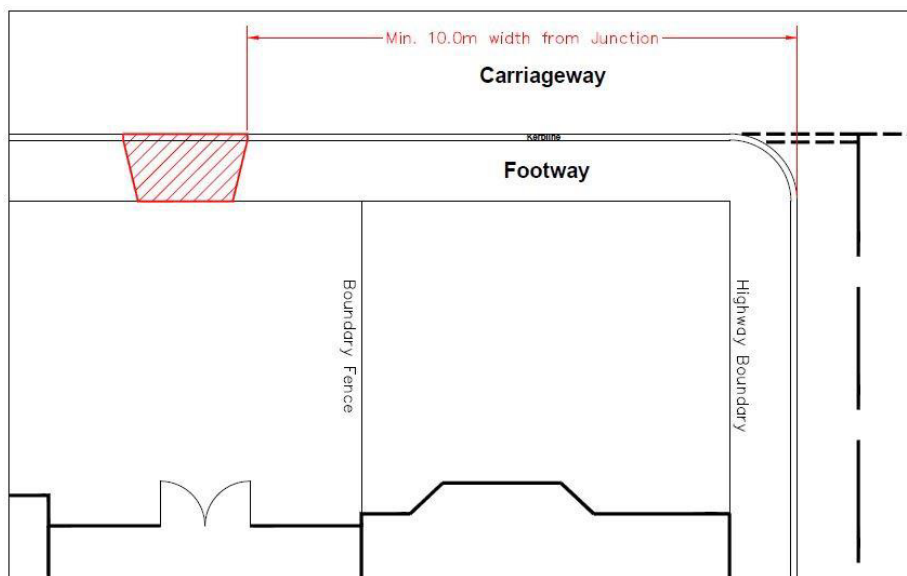 Min. 10.0m width from Junction
Carriageway
Kerbline
Footway
Boundary Fence
Highway Boundary